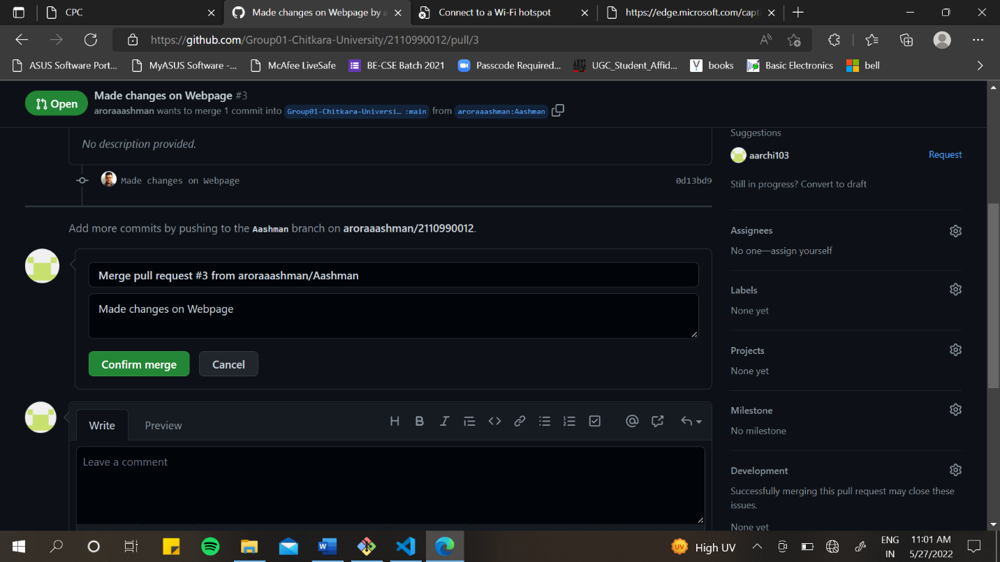 CPC
Made changes on Webpage by a
Connect to a Wi-Fi hotspot
https://edge.microsoft.com/capti
https://github.com/Group01-Chitkara-University/2110990012/pull/3
ASUS Software Port...
MyASUS Software -...
McAfee LiveSafe
BE-CSE Batch 2021
Passcode Required...
UGC_Student_Affid...
books
Basic Electronics
bell
Open
Made changes on Webpage #3
aroraaashman wants to merge 1 commit into Group01-Chitkara-Universi… :main from aroraaashman:Aashman
No description provided.
Made changes on Webpage
0d13bd9
Add more commits by pushing to the Aashman branch on aroraaashman/2110990012.
Merge pull request #3 from aroraaashman/Aashman
Made changes on Webpage
Confirm merge
Cancel
Write
Preview
Leave a comment
Suggestions
aarchi103
Request
Still in progress? Convert to draft
Assignees
No one—assign yourself
Labels
None yet
Projects
None yet
Milestone
No milestone
Development
Successfully merging this pull request may close these
issues.
None yet
High UV
ENG
IN
11:01 AM
5/27/2022